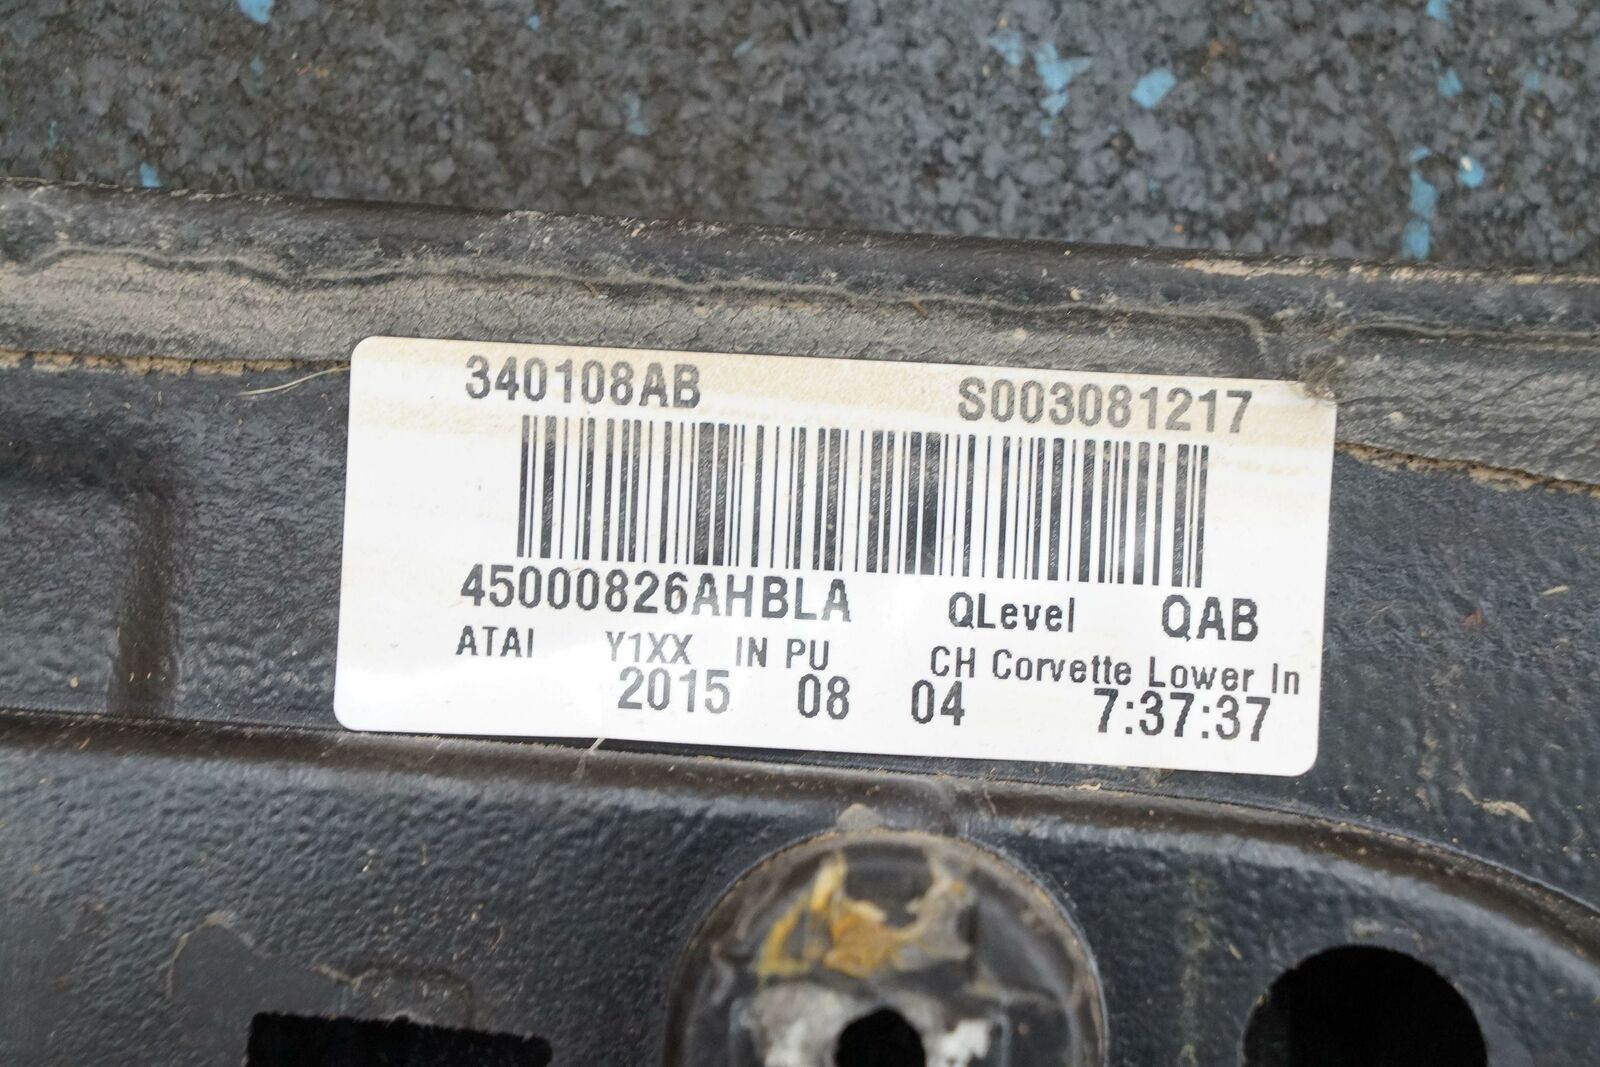 340108AB S003081217
45000826AHBLA QLevel QAB
ATAI Y1XX IN PU CH Corvette Lower In
2015 08 04 7:37:37